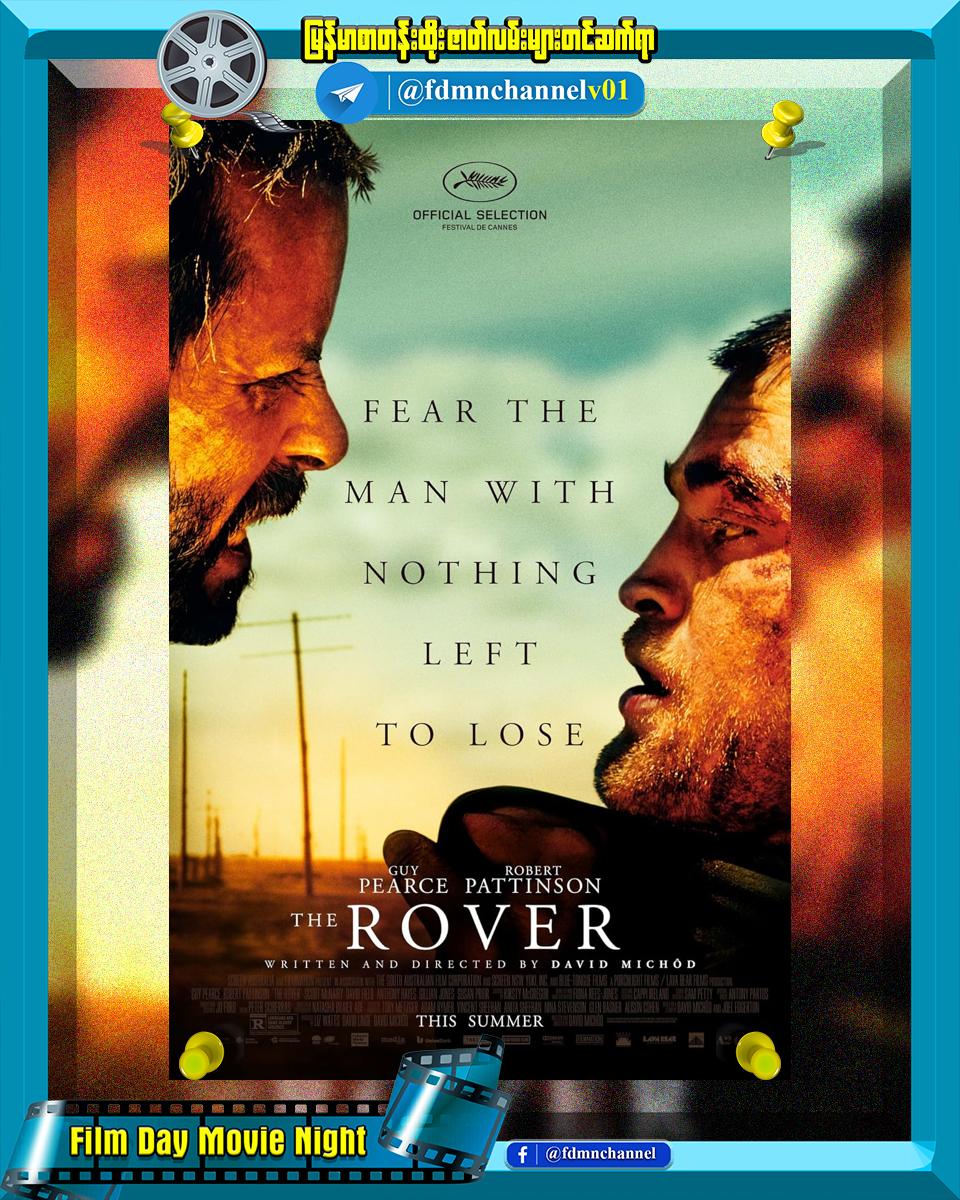 မြန်မာစာတန်းထိုးဇာတ်လမ်းများတင်ဆက်ရာ
@fdmnchannelv01
OFFICIAL SELECTION
FESTIVAL DE CANNES
FEAR THE
MAN WITH
NOTHING
LEFT
TO LOSE
GUY PEARCE ROBERT PATTINSON
THE ROVER
WRITTEN AND DIRECTED BY DAVID MICHÔD
R
THIS SUMMER
Film Day Movie Night
f @fdmnchannel